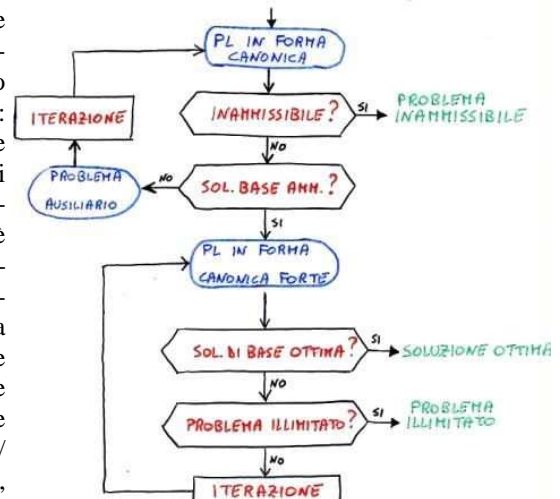 e
-
o
:
e
i
-
è
-
-
a
e
e
e
/
,
PL IN FORMA
CANONICA
ITERAZIONE
INAMMISSIBILE?
SI
PROBLEMA
INAMMISSIBILE
NO
PROBLEMA
AUSILIARIO
NO
SOL. BASE AMM.?
SI
PL IN FORMA
CANONICA FORTE
SOL. DI BASE OTTIMA?
SI
SOLUZIONE OTTIMA
NO
PROBLEMA ILLIMITATO?
SI
PROBLEMA
ILLIMITATO
NO
ITERAZIONE